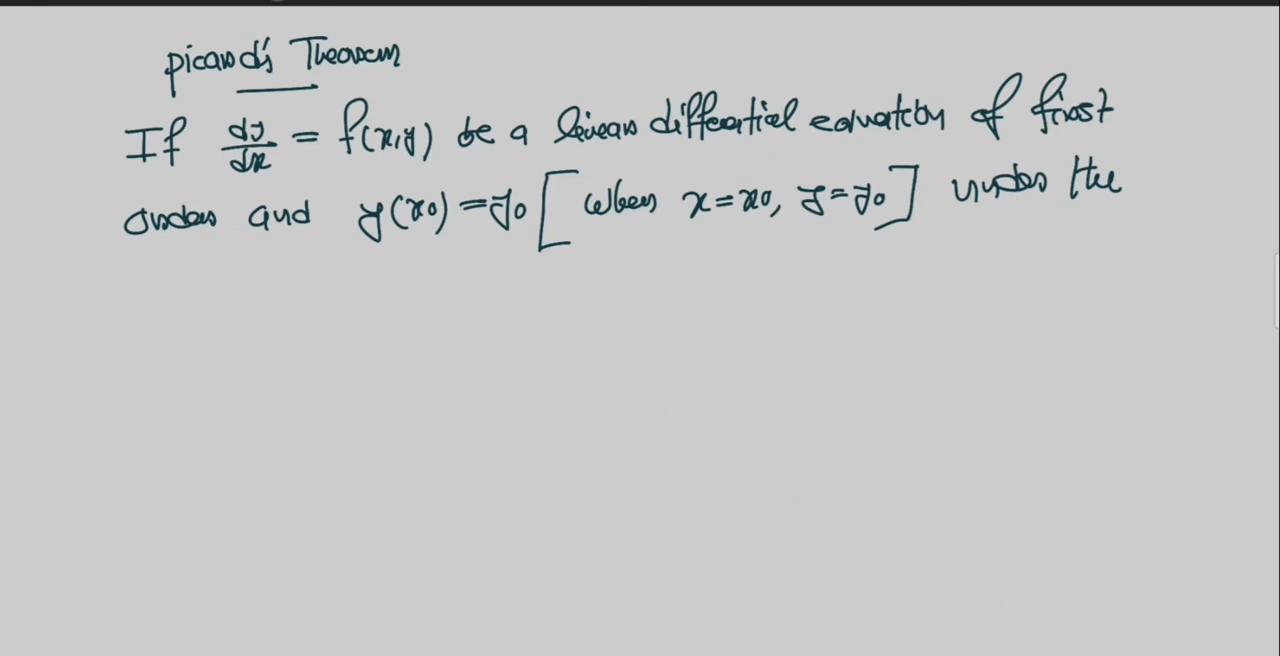 picard's Theorem
If dy/dx = f(x,y) be a linear differential equation of first
order and y(x0) = y0 [when x = x0, y = y0] under the